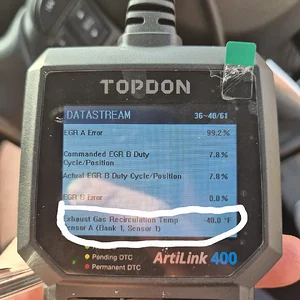 TOPDON
DATASTREAM 36-40/61
EGR A Error 99.2%
Commanded EGR B Duty 7.8%
Cycle/Position
Actual EGR B Duty Cycle/Position 7.0%
EGR B Error 0.0%
Exhaust Gas Recirculation Temp -40.0 °F
Sensor A (Bank 1, Sensor 1)
Pending DTC
Permanent DTC
ArtiLink 400